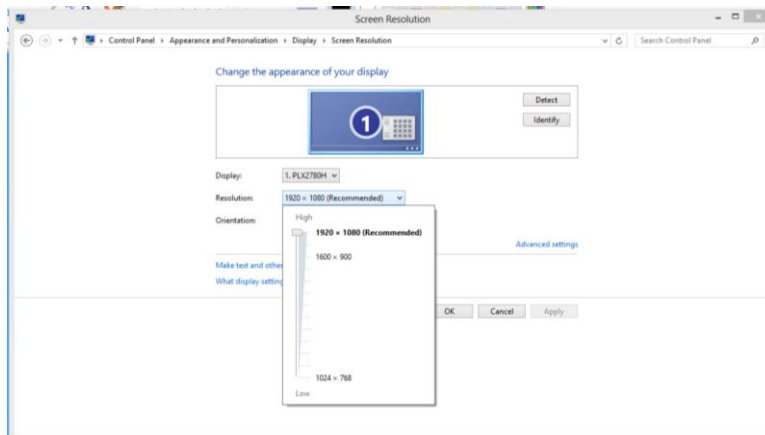 Screen Resolution
Control Panel › Appearance and Personalization › Display › Screen Resolution
Search Control Panel
Change the appearance of your display
1
Detect
Identify
Display: 1. PLX2780H
Resolution: 1920 × 1080 (Recommended)
Orientation:
High
1920 × 1080 (Recommended)
1600 × 900
1024 × 768
Low
Advanced settings
Make text and other
What display setting
OK Cancel Apply